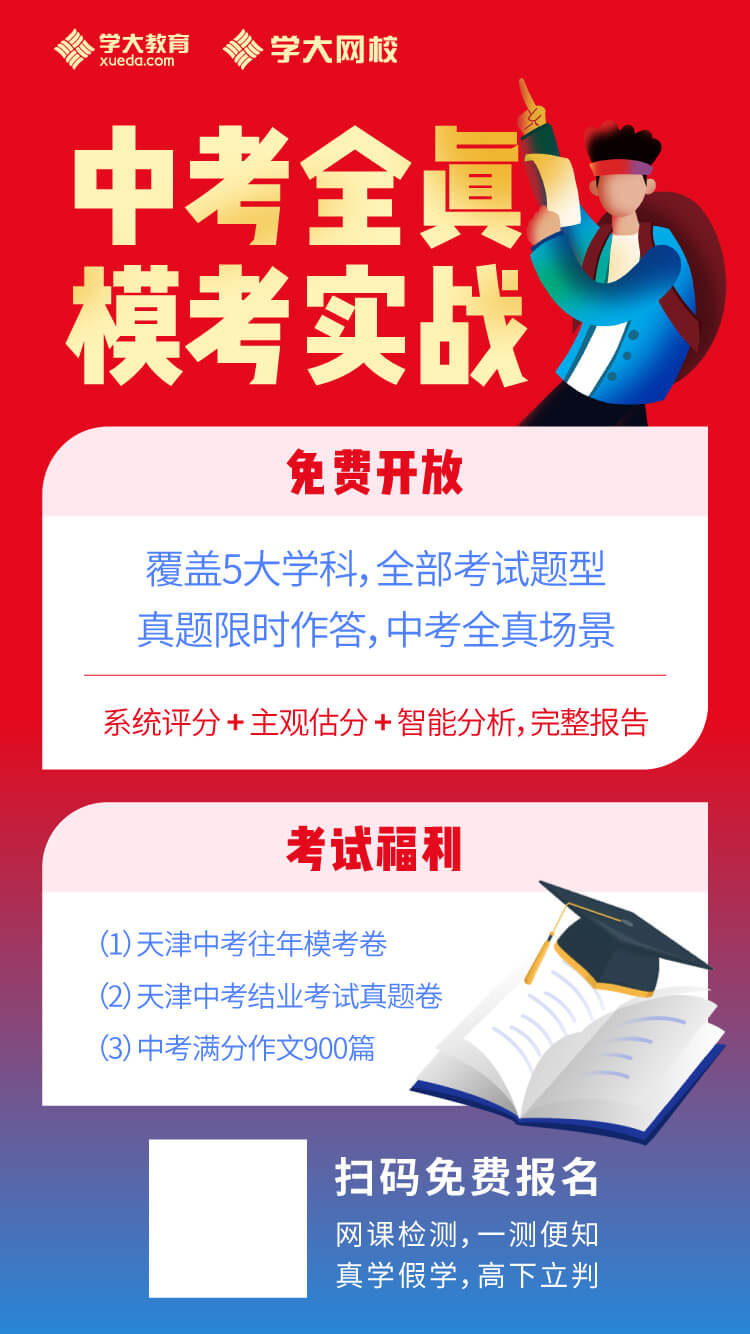 学大教育
xueda.com
学大网校
中考全真
模考实战
免费开放
覆盖5大学科,全部考试题型
真题限时作答,中考全真场景
系统评分+主观估分+智能分析,完整报告
考试福利
(1)天津中考往年模考卷
(2)天津中考结业考试真题卷
(3)中考满分作文900篇
扫码免费报名
网课检测,一测便知
真学假学,高下立判